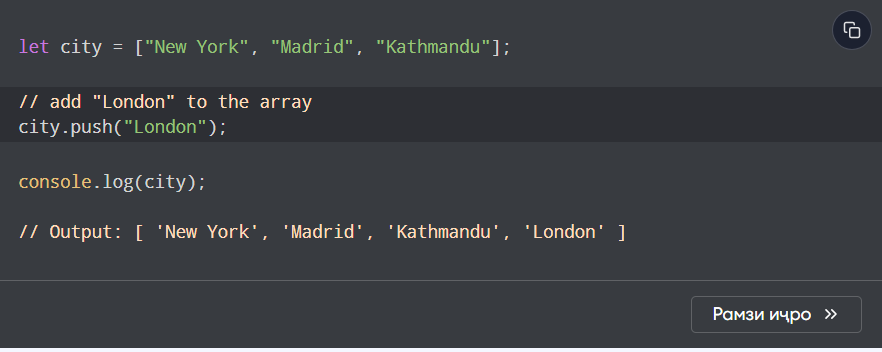 let city = ["New York", "Madrid", "Kathmandu"];
// add "London" to the array
city.push("London");
console.log(city);
// Output: [ 'New York', 'Madrid', 'Kathmandu', 'London' ]
Рамзи иҷро »